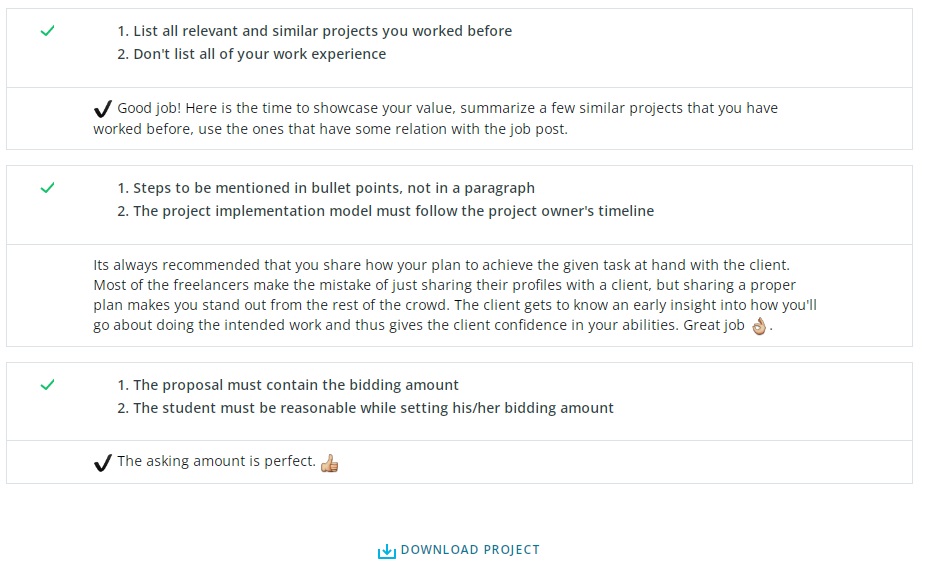 1. List all relevant and similar projects you worked before
2. Don't list all of your work experience
✔ Good job! Here is the time to showcase your value, summarize a few similar projects that you have
worked before, use the ones that have some relation with the job post.
1. Steps to be mentioned in bullet points, not in a paragraph
2. The project implementation model must follow the project owner's timeline
Its always recommended that you share how your plan to achieve the given task at hand with the client.
Most of the freelancers make the mistake of just sharing their profiles with a client, but sharing a proper
plan makes you stand out from the rest of the crowd. The client gets to know an early insight into how you'll
go about doing the intended work and thus gives the client confidence in your abilities. Great job 👌🏼.
1. The proposal must contain the bidding amount
2. The student must be reasonable while setting his/her bidding amount
✔ The asking amount is perfect. 👍🏼
DOWNLOAD PROJECT